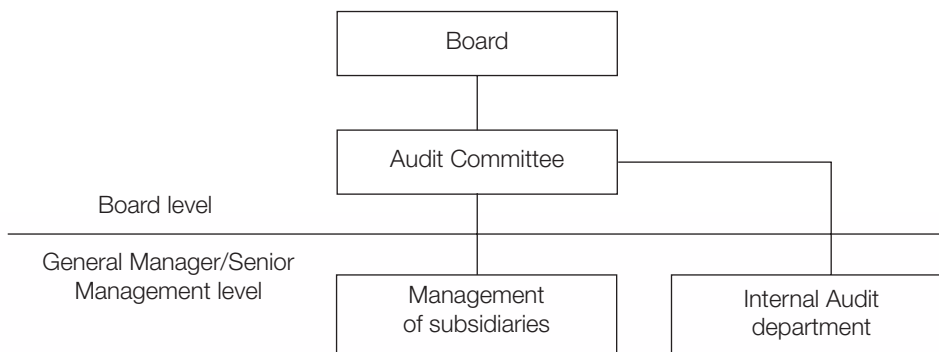 Board
Audit Committee
Board level
General Manager/Senior
Management level
Management
of subsidiaries
Internal Audit
department